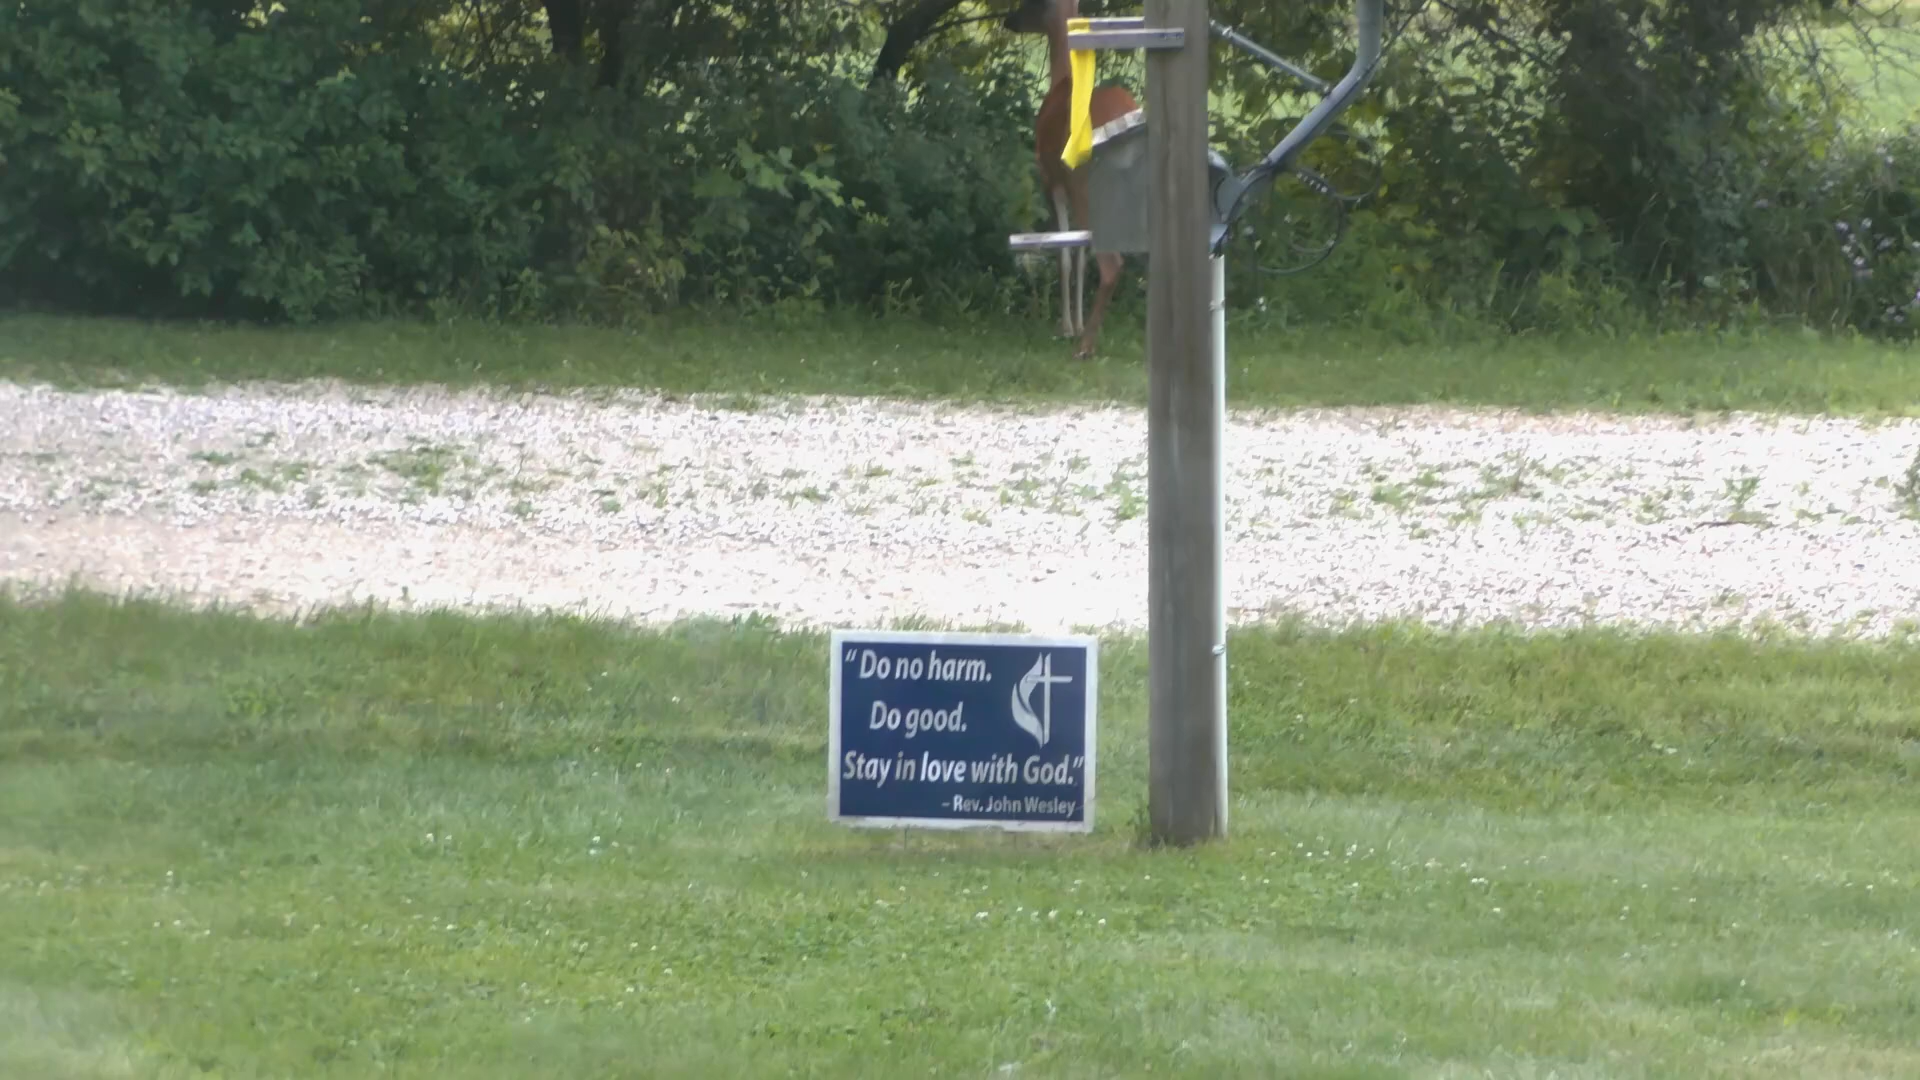 “Do no harm.
Do good.
Stay in love with God.”
– Rev. John Wesley